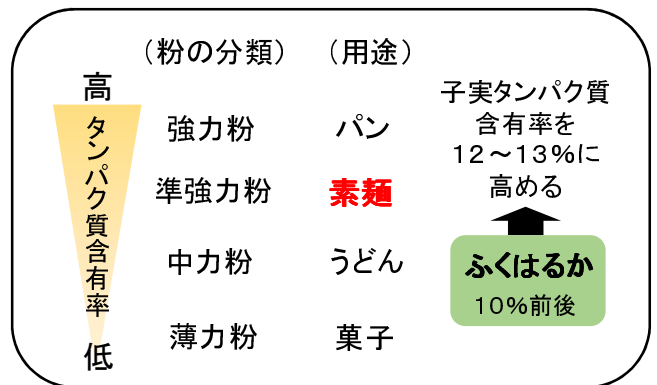 （粉の分類）　（用途）
高
タンパク質含有率
低
強力粉　パン
準強力粉　素麺
中力粉　うどん
薄力粉　菓子
子実タンパク質
含有率を
１２～１３％に
高める
ふくはるか
１０％前後